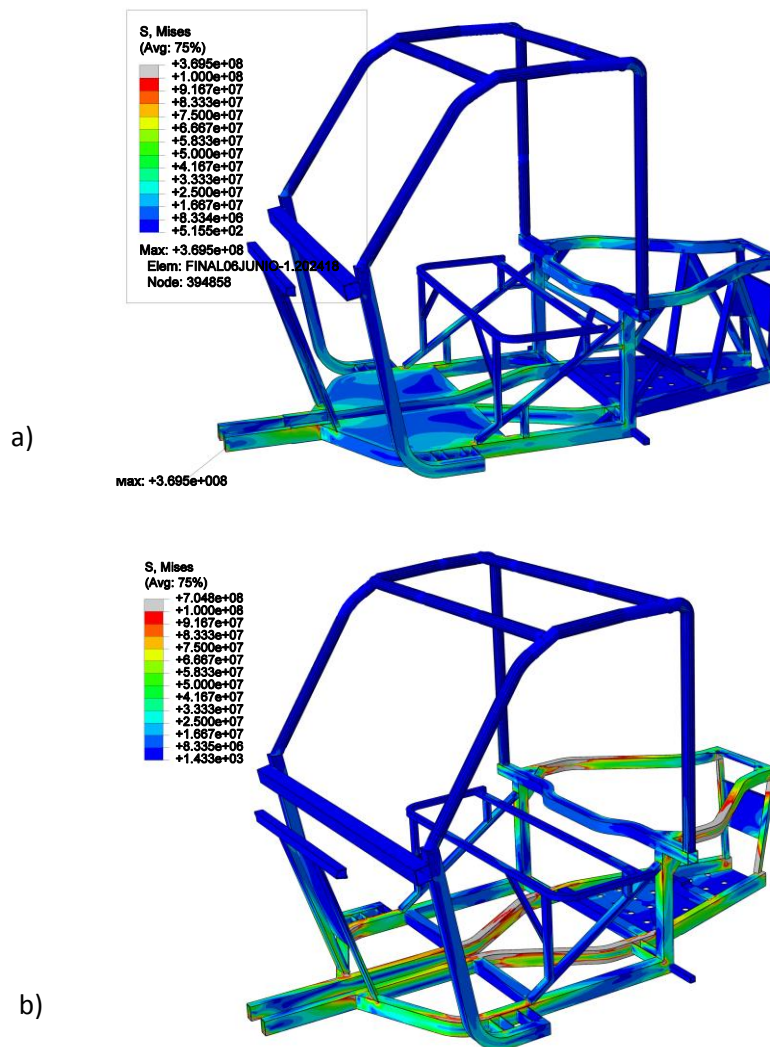 S, Mises
(Avg: 75%)
+3.695e+08
+1.000e+08
+9.167e+07
+8.333e+07
+7.500e+07
+6.667e+07
+5.833e+07
+5.000e+07
+4.167e+07
+3.333e+07
+2.500e+07
+1.667e+07
+8.334e+06
+5.155e+02
Max: +3.695e+08
Elem: FINAL06JUNIO-1.202418
Node: 394858
a)
Max: +3.695e+008
S, Mises
(Avg: 75%)
+7.048e+08
+1.000e+08
+9.167e+07
+8.333e+07
+7.500e+07
+6.667e+07
+5.833e+07
+5.000e+07
+4.167e+07
+3.333e+07
+2.500e+07
+1.667e+07
+8.335e+06
+1.433e+03
b)